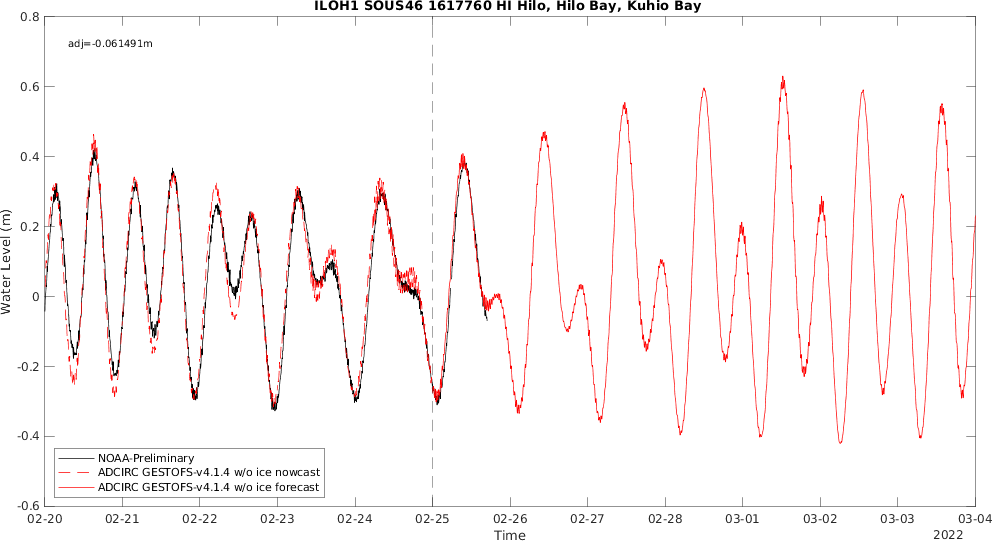 ILOH1 SOUS46 1617760 HI Hilo, Hilo Bay, Kuhio Bay
adj=-0.061491m
0.8
0.6
0.4
0.2
0
-0.2
-0.4
-0.6
Water Level (m)
NOAA-Preliminary
ADCIRC GESTOFS-v4.1.4 w/o ice nowcast
ADCIRC GESTOFS-v4.1.4 w/o ice forecast
02-20 02-21 02-22 02-23 02-24 02-25 02-26 02-27 02-28 03-01 03-02 03-03 03-04
Time
2022